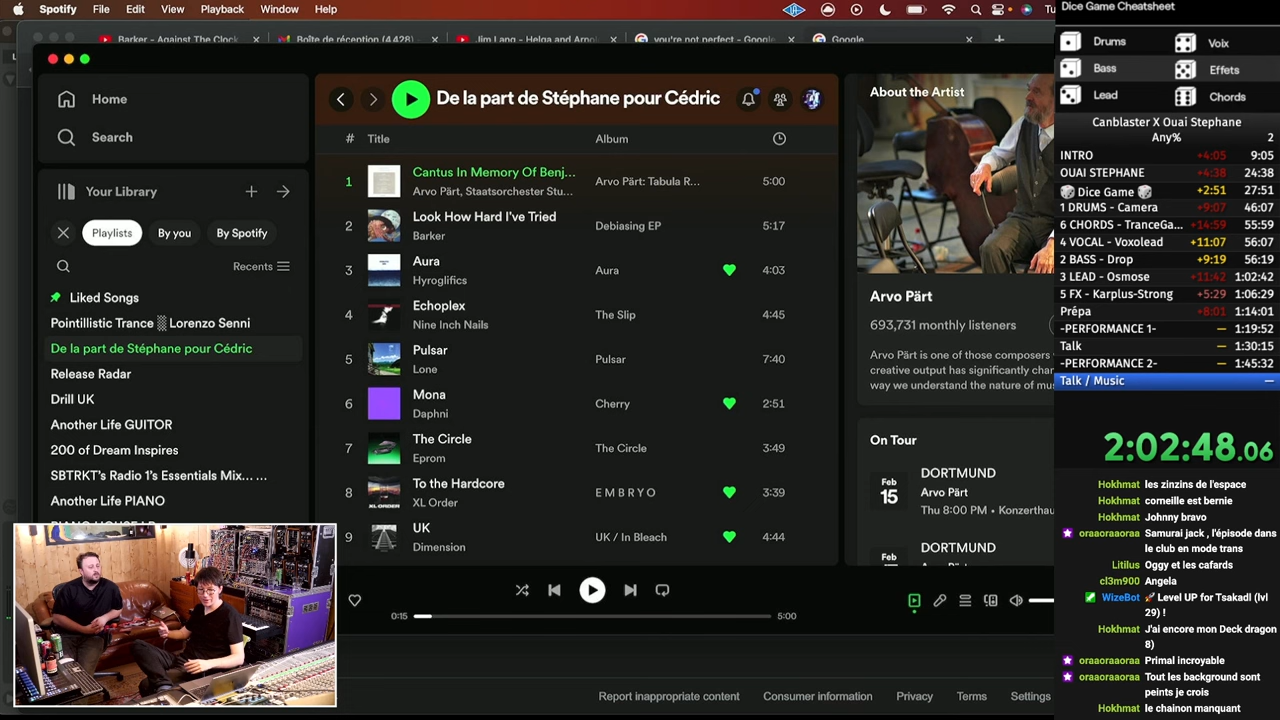 Spotify File Edit View Playback Window Help
Barker - Against The Clock
Boîte de réception (4 428)
Jim Lang - Helga and Arno
you're not perfect - Google
Google
Home
Search
Your Library
Playlists By you By Spotify
Recents
Liked Songs
Pointillistic Trance ░ Lorenzo Senni
De la part de Stéphane pour Cédric
Release Radar
Drill UK
Another Life GUITOR
200 of Dream Inspires
SBTRKT's Radio 1's Essentials Mix... ...
Another Life PIANO
De la part de Stéphane pour Cédric
# Title Album
1 Cantus In Memory Of Benj... Arvo Pärt: Tabula R... 5:00
Arvo Pärt, Staatsorchester Stu...
2 Look How Hard I've Tried Debiasing EP 5:17
Barker
3 Aura Aura 4:03
Hyroglifics
4 Echoplex The Slip 4:45
Nine Inch Nails
5 Pulsar Pulsar 7:40
Lone
6 Mona Cherry 2:51
Daphni
7 The Circle The Circle 3:49
Eprom
8 To the Hardcore E M B R Y O 3:39
XL Order
9 UK UK / In Bleach 4:44
Dimension
0:15 5:00
About the Artist
Arvo Pärt
693,731 monthly listeners
Arvo Pärt is one of those composers
creative output has significantly cha
way we understand the nature of mu
On Tour
Feb 15
DORTMUND
Arvo Pärt
Thu 8:00 PM • Konzerthau
Feb
DORTMUND
Report inappropriate content Consumer information Privacy Terms Settings
Dice Game Cheatsheet
Drums Voix
Bass Effets
Lead Chords
Canblaster X Ouai Stephane
Any% 2
INTRO +4:05 9:05
OUAI STEPHANE +4:38 24:38
🎲 Dice Game 🎲 +2:51 27:51
1 DRUMS - Camera +9:07 46:07
6 CHORDS - TranceGa... +14:59 55:59
4 VOCAL - Voxolead +11:07 56:07
2 BASS - Drop +9:19 56:19
3 LEAD - Osmose +11:42 1:02:42
5 FX - Karplus-Strong +5:29 1:06:29
Prépa +8:01 1:14:01
-PERFORMANCE 1- — 1:19:52
Talk — 1:30:15
-PERFORMANCE 2- — 1:45:32
Talk / Music —
2:02:48.06
Hokhmat les zinzins de l'espace
Hokhmat corneille est bernie
Hokhmat Johnny bravo
oraaoraaoraa Samurai jack , l'épisode dans
le club en mode trans
Litilus Oggy et les cafards
cl3m900 Angela
WizeBot 🚀 Level UP for Tsakadl (lvl
29) !
Hokhmat J'ai encore mon Deck dragon
8)
oraaoraaoraa Primal incroyable
oraaoraaoraa Tout les background sont
peints je crois
Hokhmat le chainon manquant